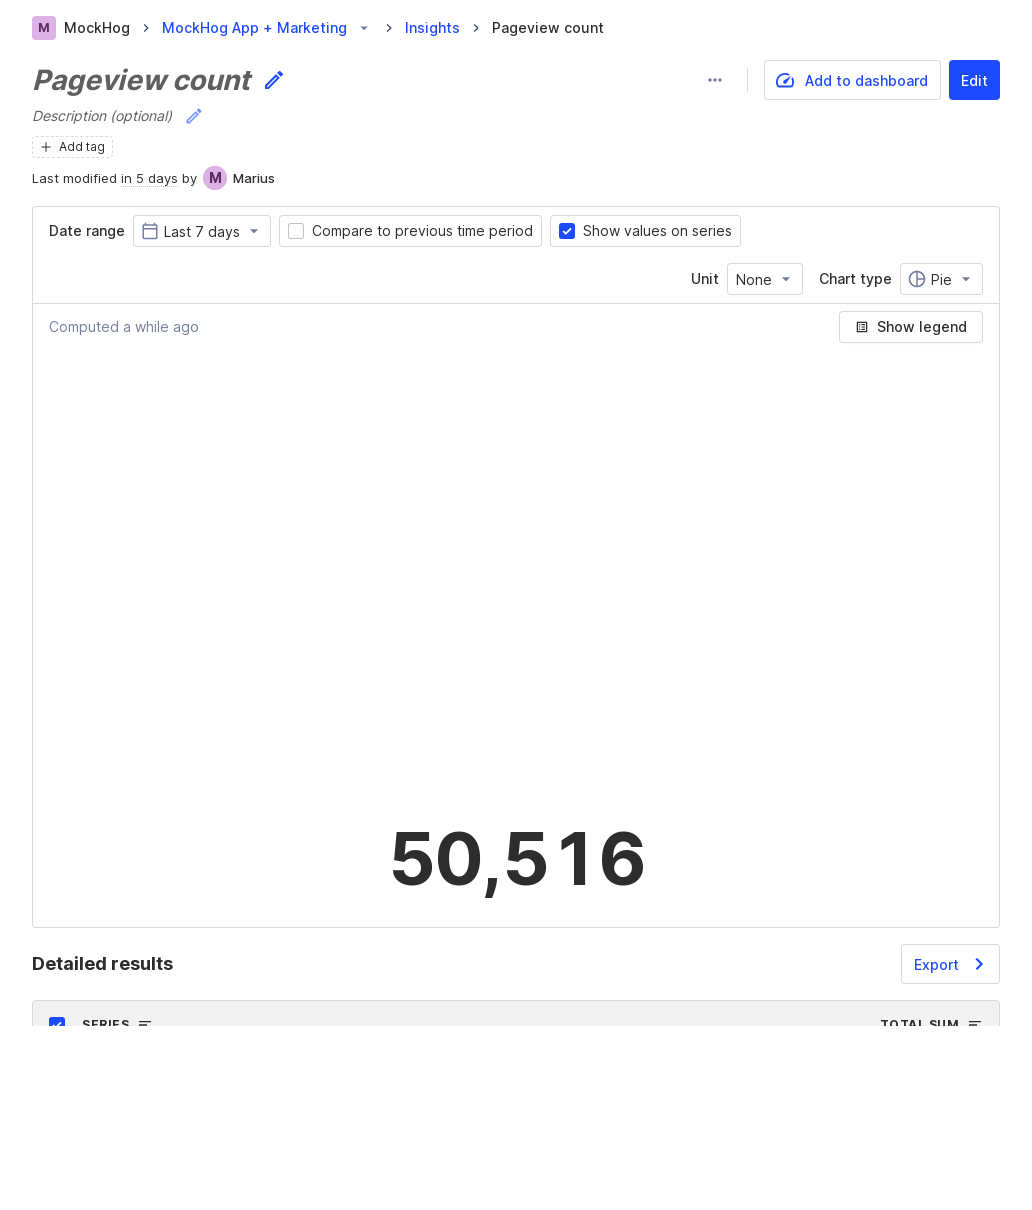 M MockHog > MockHog App + Marketing > Insights > Pageview count
Pageview count
Add to dashboard
Edit
Description (optional)
+ Add tag
Last modified in 5 days by M Marius
Date range Last 7 days Compare to previous time period Show values on series
Unit None Chart type Pie
Computed a while ago Show legend
50,516
Detailed results Export
SERIES TOTAL SUM